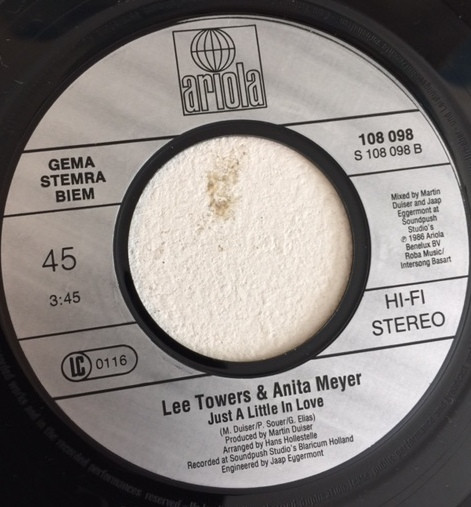 ariola
GEMA
STEMRA
BIEM
108 098
S 108 098 B
45
3:45
Mixed by Martin
Duiser and Jaap
Eggermont at
Soundpush
Studio's
℗ 1986 Ariola
Benelux BV
Roba Music/
Intersong Basart
HI-FI
STEREO
LC 0116
Lee Towers & Anita Meyer
Just A Little In Love
(M. Duiser/P. Souer/G. Elias)
Produced by Martin Duiser
Arranged by Hans Hollestelle
Recorded at Soundpush Studio's Blaricum Holland
Engineered by Jaap Eggermont